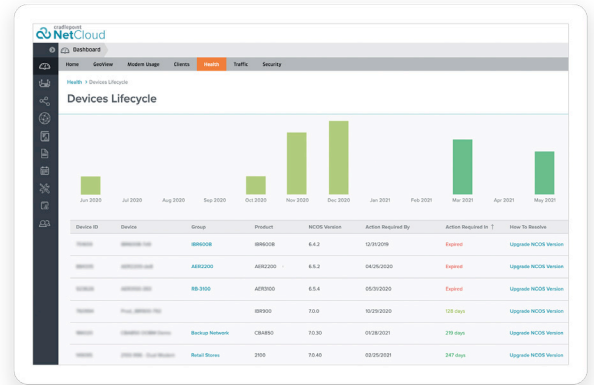 cradlepoint
NetCloud
Dashboard
Home GeoView Modem Usage Clients Health Traffic Security
Health > Devices Lifecycle
Devices Lifecycle
Jun 2020 Jul 2020 Aug 2020 Sep 2020 Oct 2020 Nov 2020 Dec 2020 Jan 2021 Feb 2021 Mar 2021 Apr 2021 May 2021
Device ID Device Group Product NCOS Version Action Required By Action Required In ↑ How To Resolve
IBR600B IBR600B 6.4.2 12/31/2019 Expired Upgrade NCOS Version
AER2200 AER2200 6.5.2 04/25/2020 Expired Upgrade NCOS Version
RB-3100 AER3100 6.5.4 05/31/2020 Expired Upgrade NCOS Version
IBR900 7.0.0 10/29/2020 128 days Upgrade NCOS Version
Backup Network CBA850 7.0.30 01/28/2021 219 days Upgrade NCOS Version
Retail Stores 2100 7.0.40 02/25/2021 247 days Upgrade NCOS Version